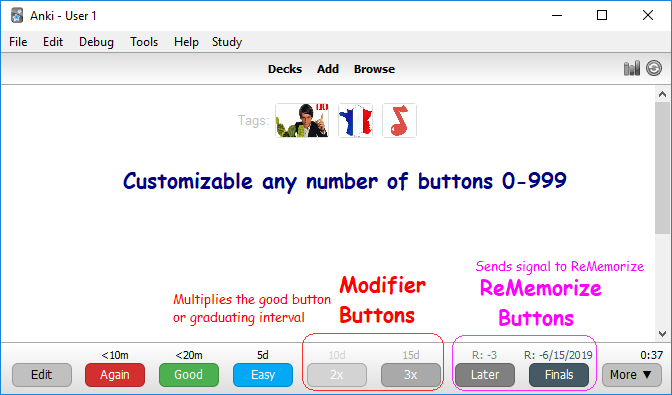 Anki - User 1
File Edit Debug Tools Help Study
Decks Add Browse
Tags:
Customizable any number of buttons 0-999
Sends signal to ReMemorize
Multiplies the good button
or graduating interval
Modifier
Buttons
ReMemorize
Buttons
<10m <20m 5d 10d 15d R: -3 R: -6/15/2019 0:37
Edit Again Good Easy 2x 3x Later Finals More ▼